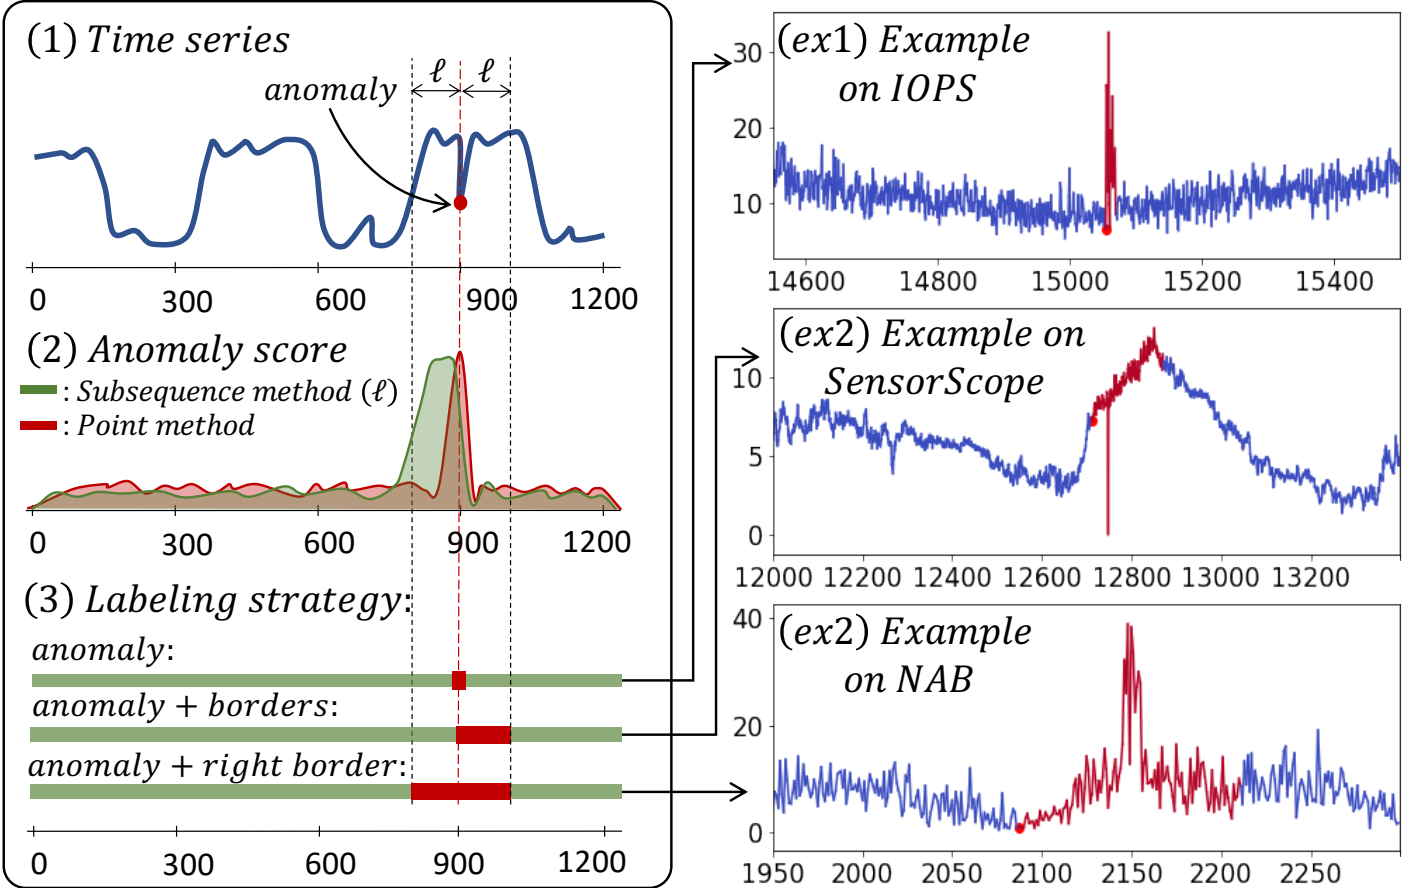 (1) Time series
ℓ ℓ
anomaly
0 300 600 900 1200
(2) Anomaly score
: Subsequence method (ℓ)
: Point method
0 300 600 900 1200
(3) Labeling strategy:
anomaly:
anomaly + borders:
anomaly + right border:
0 300 600 900 1200
(ex1) Example
on IOPS
30
20
10
14600 14800 15000 15200 15400
(ex2) Example on
SensorScope
10
5
0
12000 12200 12400 12600 12800 13000 13200
(ex2) Example
on NAB
40
20
0
1950 2000 2050 2100 2150 2200 2250